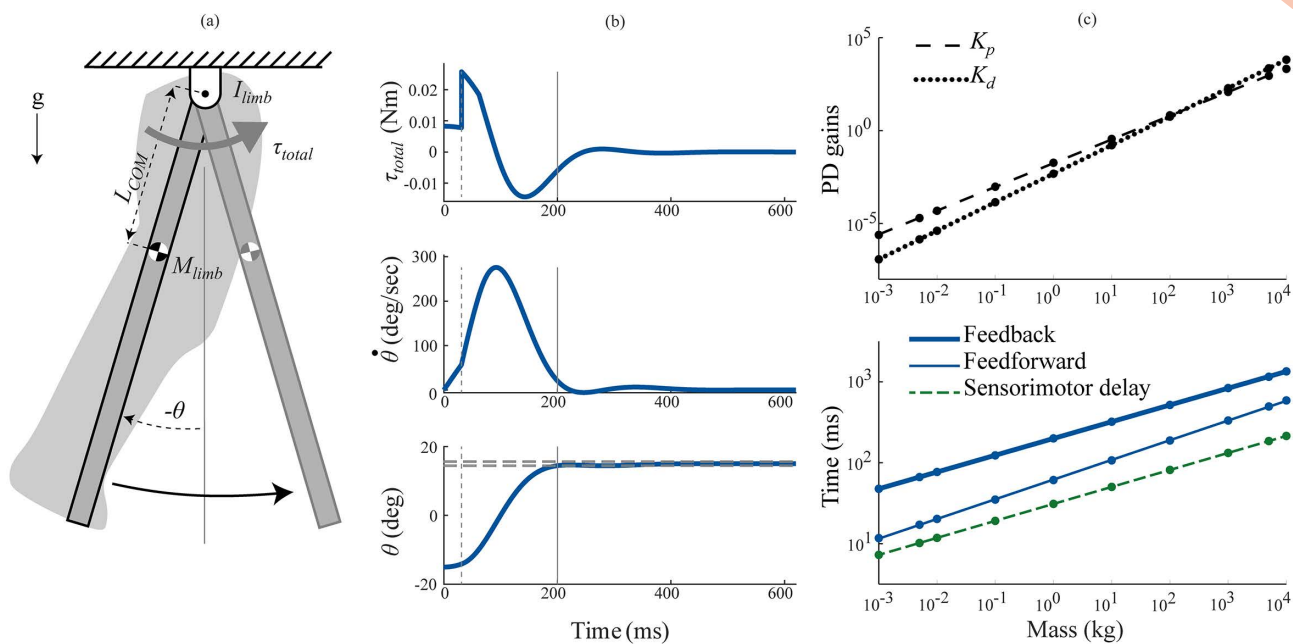 (a)
g
I_limb
τ_total
L_COM
M_limb
-θ
(b)
τ_total (Nm)
0.02
0.01
0
-0.01
0 200 400 600
θ̇ (deg/sec)
300
200
100
0
0 200 400 600
θ (deg)
20
0
-20
0 200 400 600
Time (ms)
(c)
PD gains
10^5
10^0
10^-5
K_p
K_d
10^-3 10^-2 10^-1 10^0 10^1 10^2 10^3 10^4
Feedback
Feedforward
Sensorimotor delay
Time (ms)
10^3
10^2
10^1
10^-3 10^-2 10^-1 10^0 10^1 10^2 10^3 10^4
Mass (kg)